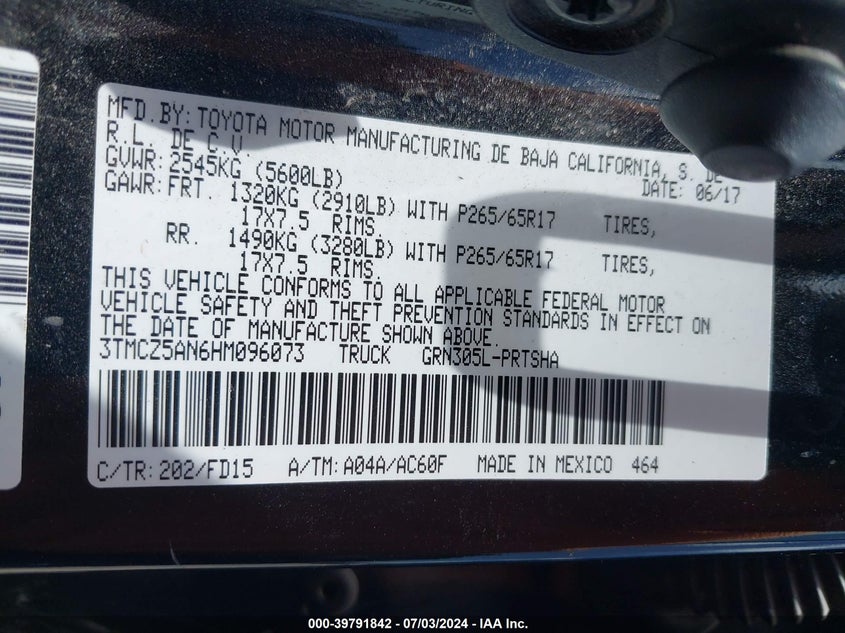 MFD.BY:TOYOTA MOTOR MANUFACTURING DE BAJA CALIFORNIA, S. DE
R.L. DE C.V. DATE: 06/17
GVWR:2545KG (5600LB)
GAWR:FRT. 1320KG (2910LB) WITH P265/65R17 TIRES,
17X7.5 RIMS.
RR. 1490KG (3280LB) WITH P265/65R17 TIRES,
17X7.5 RIMS.
THIS VEHICLE CONFORMS TO ALL APPLICABLE FEDERAL MOTOR
VEHICLE SAFETY AND THEFT PREVENTION STANDARDS IN EFFECT ON
THE DATE OF MANUFACTURE SHOWN ABOVE.
3TMCZ5AN6HM096073 TRUCK GRN305L-PRTSHA
C/TR:202/FD15 A/TM:A04A/AC60F MADE IN MEXICO 464
000-39791842 - 07/03/2024 - IAA Inc.